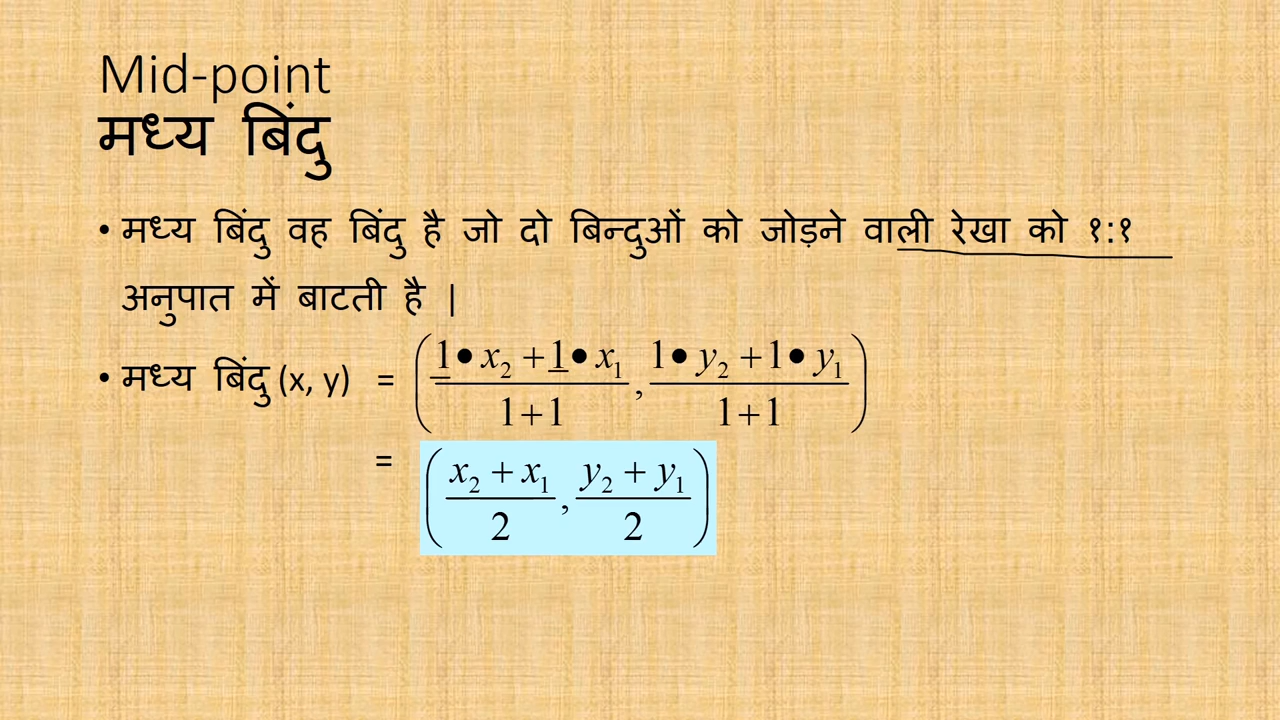 Mid-point
मध्य बिंदु
• मध्य बिंदु वह बिंदु है जो दो बिन्दुओं को जोड़ने वाली रेखा को १:१
अनुपात में बाटती है |
• मध्य बिंदु (x, y) = (1•x₂ + 1•x₁ / 1+1 , 1•y₂ + 1•y₁ / 1+1)
= (x₂ + x₁ / 2 , y₂ + y₁ / 2)